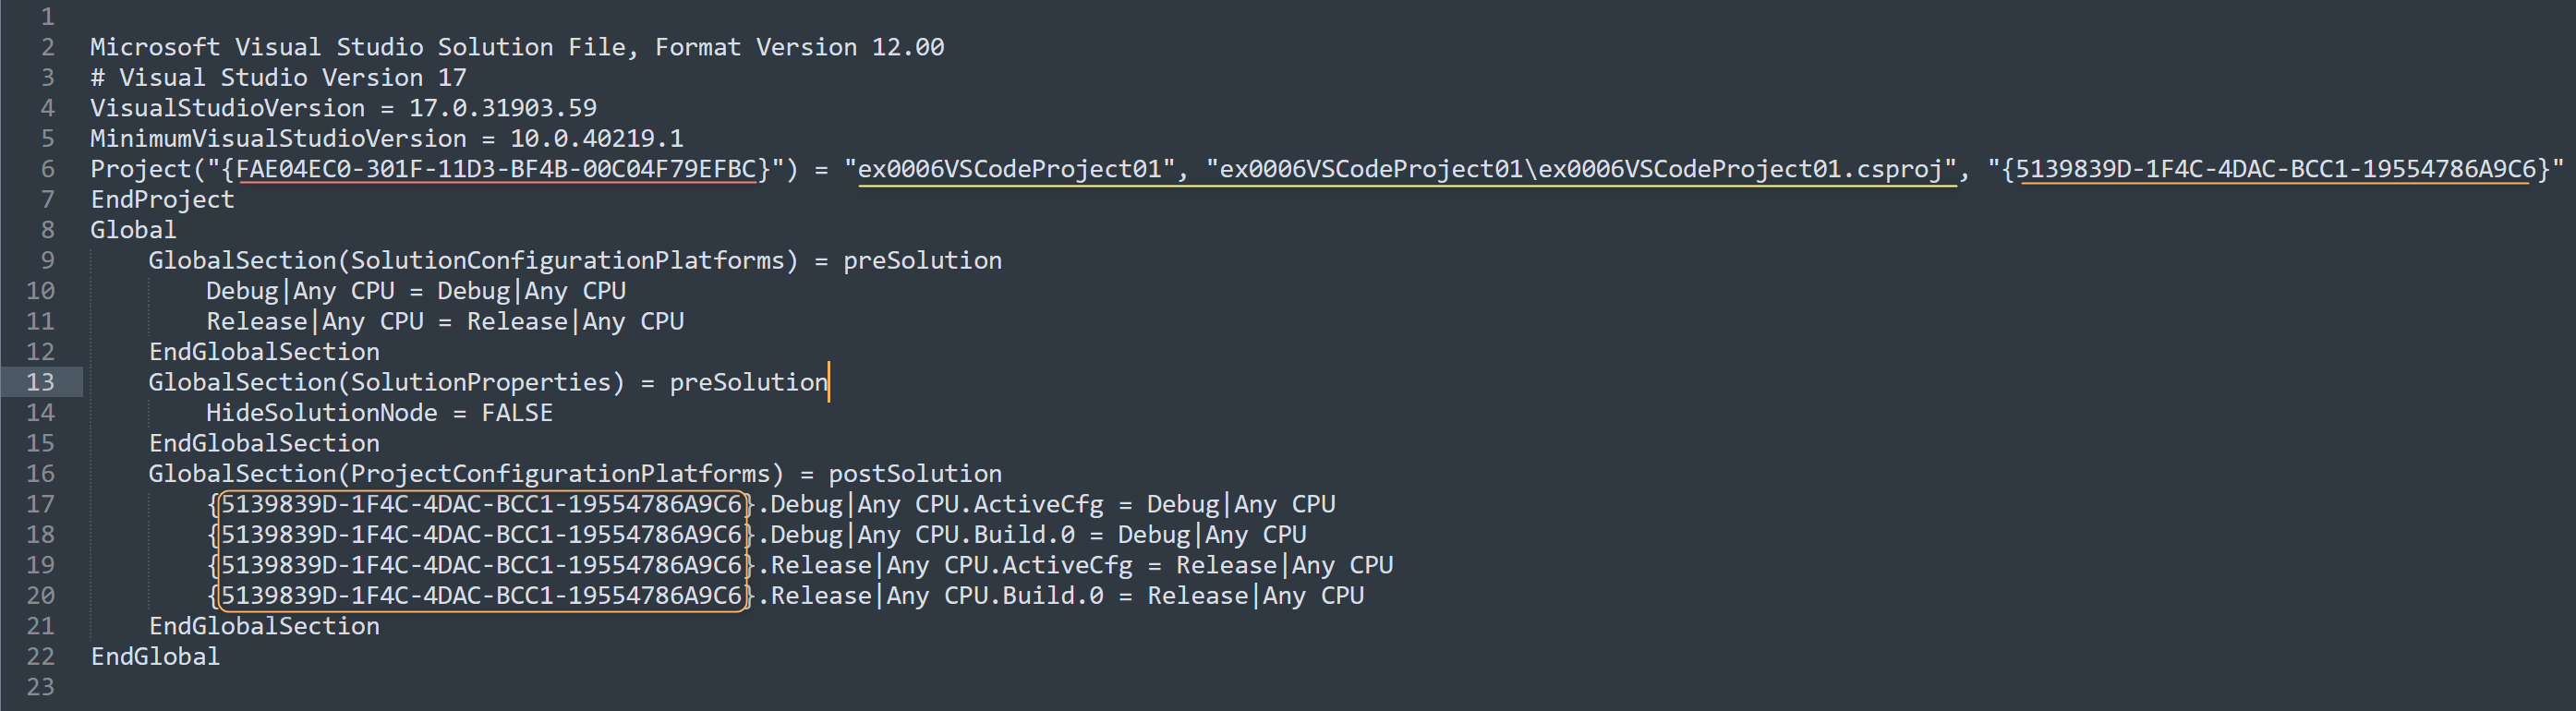 1
2 Microsoft Visual Studio Solution File, Format Version 12.00
3 # Visual Studio Version 17
4 VisualStudioVersion = 17.0.31903.59
5 MinimumVisualStudioVersion = 10.0.40219.1
6 Project("{FAE04EC0-301F-11D3-BF4B-00C04F79EFBC}") = "ex0006VSCodeProject01", "ex0006VSCodeProject01\ex0006VSCodeProject01.csproj", "{5139839D-1F4C-4DAC-BCC1-19554786A9C6}"
7 EndProject
8 Global
9 GlobalSection(SolutionConfigurationPlatforms) = preSolution
10 Debug|Any CPU = Debug|Any CPU
11 Release|Any CPU = Release|Any CPU
12 EndGlobalSection
13 GlobalSection(SolutionProperties) = preSolution
14 HideSolutionNode = FALSE
15 EndGlobalSection
16 GlobalSection(ProjectConfigurationPlatforms) = postSolution
17 {5139839D-1F4C-4DAC-BCC1-19554786A9C6}.Debug|Any CPU.ActiveCfg = Debug|Any CPU
18 {5139839D-1F4C-4DAC-BCC1-19554786A9C6}.Debug|Any CPU.Build.0 = Debug|Any CPU
19 {5139839D-1F4C-4DAC-BCC1-19554786A9C6}.Release|Any CPU.ActiveCfg = Release|Any CPU
20 {5139839D-1F4C-4DAC-BCC1-19554786A9C6}.Release|Any CPU.Build.0 = Release|Any CPU
21 EndGlobalSection
22 EndGlobal
23